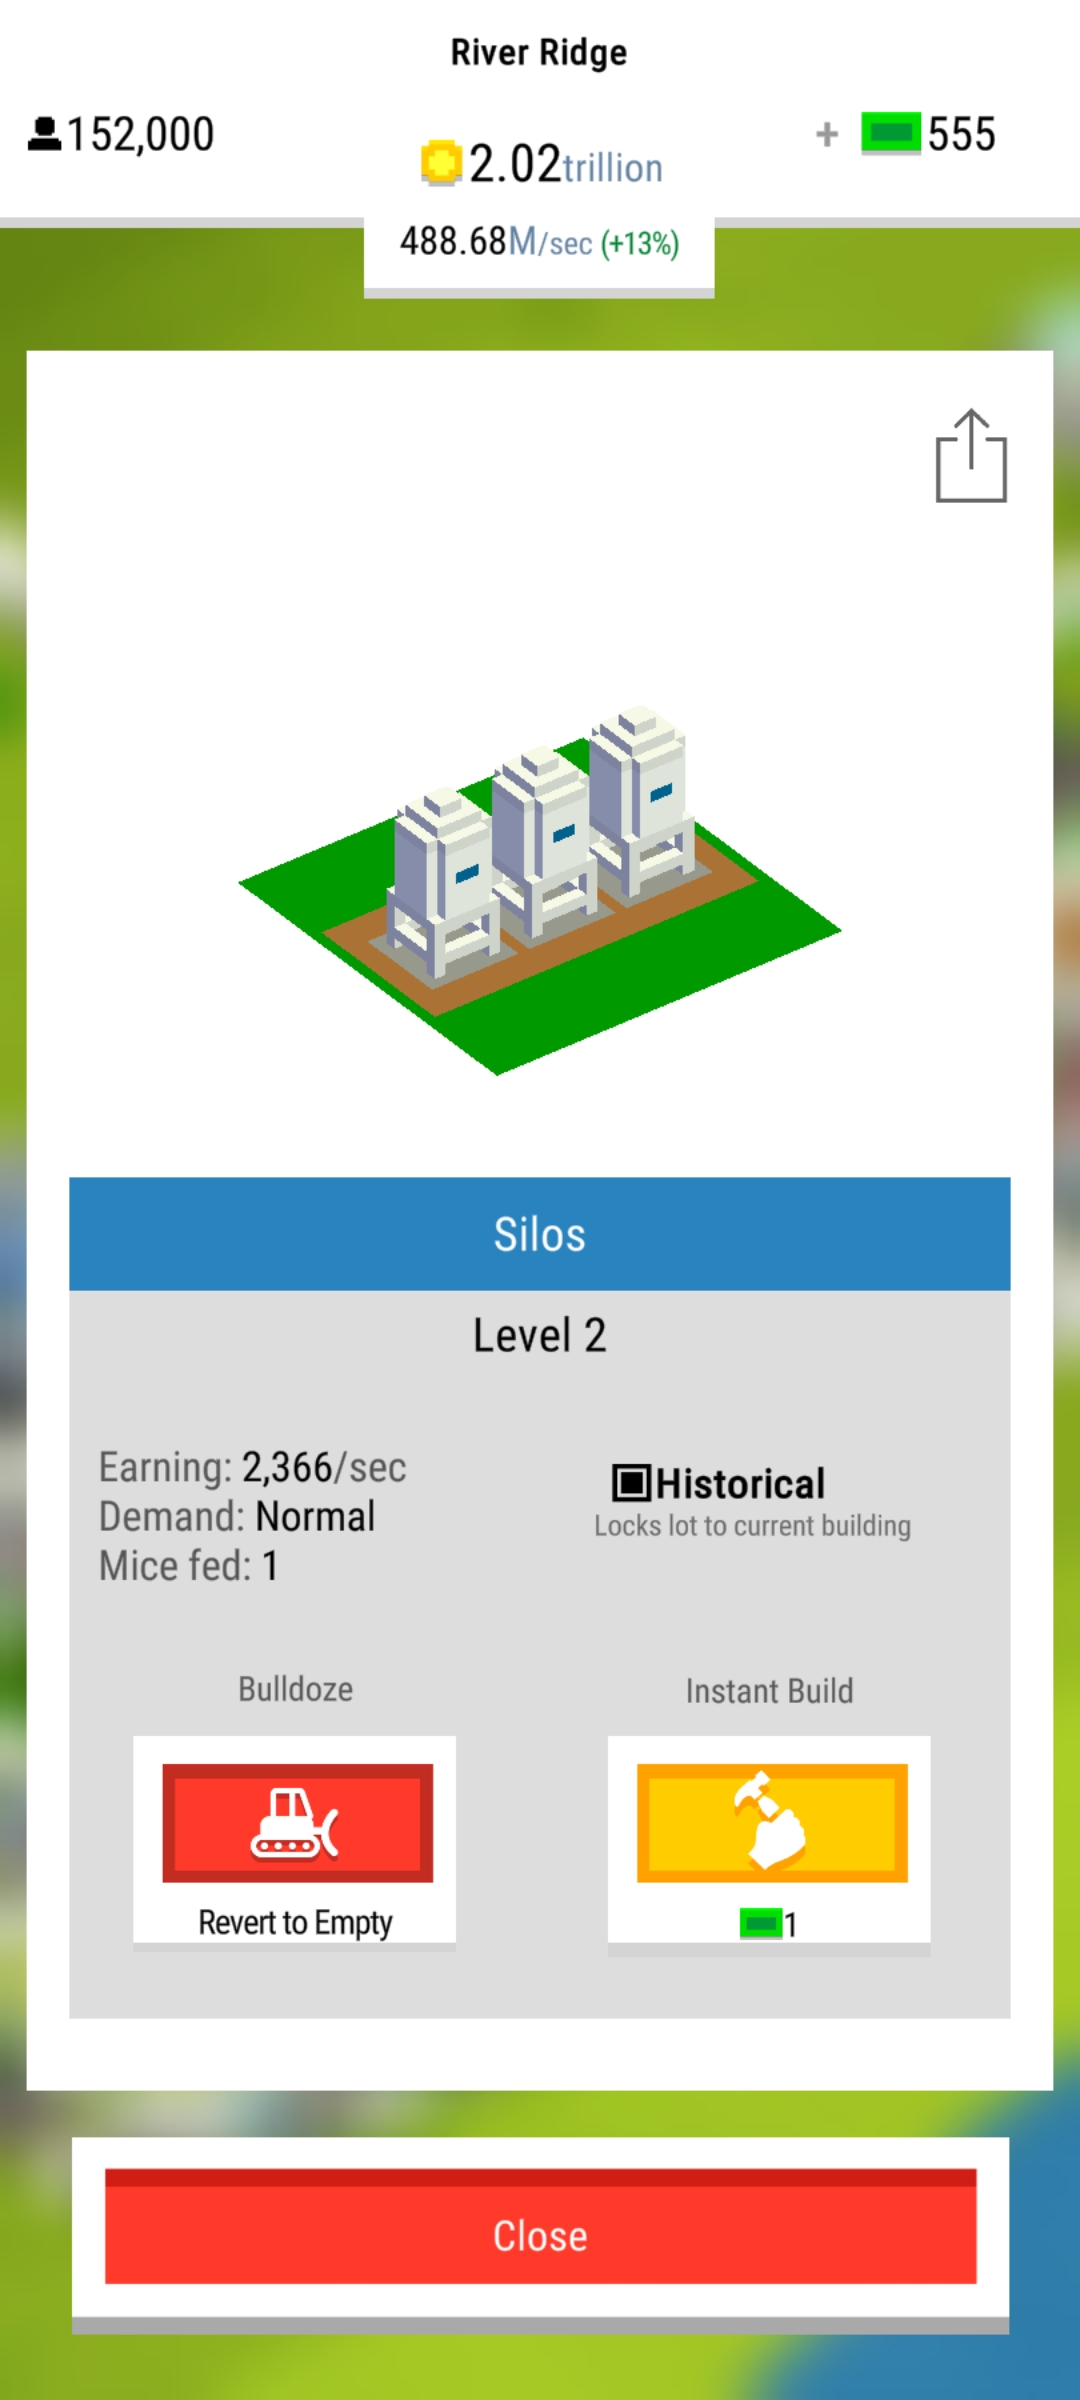 River Ridge
152,000
2.02trillion
+ 555
488.68M/sec (+13%)
Silos
Level 2
Earning: 2,366/sec
Demand: Normal
Mice fed: 1
Historical
Locks lot to current building
Bulldoze
Instant Build
Revert to Empty
1
Close